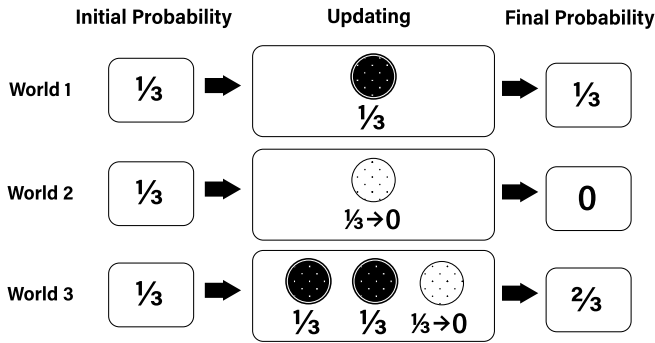 Initial Probability Updating Final Probability
World 1 ⅓ ⅓ ⅓
World 2 ⅓ ⅓→0 0
World 3 ⅓ ⅓ ⅓ ⅓→0 ⅔